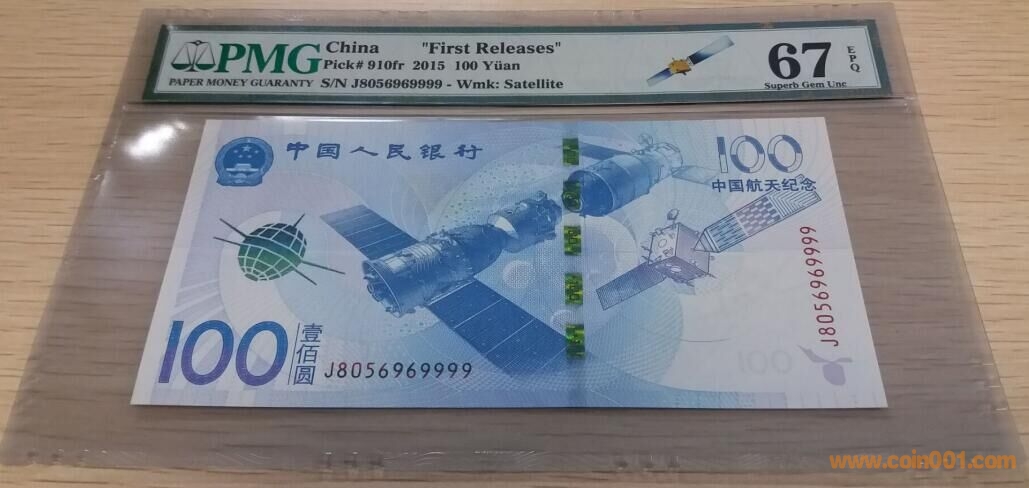 PMG
PAPER MONEY GUARANTY
China "First Releases"
Pick# 910fr 2015 100 Yüan
S/N J8056969999 - Wmk: Satellite
67
EPQ
Superb Gem Unc
中国人民银行
100
中国航天纪念
J8056969999
100
壹佰圆
J8056969999
100
www.coin001.com